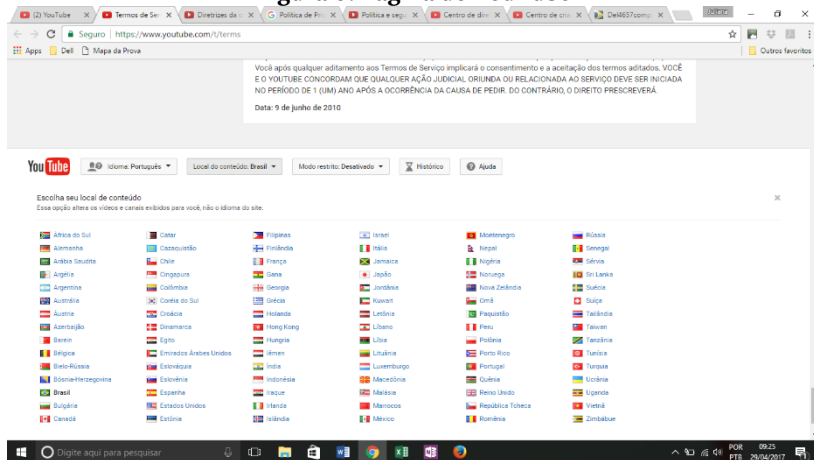 (2) YouTube
Termos de Ser
Diretrizes da
Política de Pri
Política e segu
Centro de dire
Centro de cria
Del4657comp
Seguro https://www.youtube.com/t/terms
Apps Dell Mapa da Prova Outros favoritos
Você após qualquer aditamento aos Termos de Serviço implicará o consentimento e a aceitação dos termos aditados. VOCÊ
E O YOUTUBE CONCORDAM QUE QUALQUER AÇÃO JUDICIAL ORIUNDA OU RELACIONADA AO SERVIÇO DEVE SER INICIADA
NO PERÍODO DE 1 (UM) ANO APÓS A OCORRÊNCIA DA CAUSA DE PEDIR. DO CONTRÁRIO, O DIREITO PRESCREVERÁ.
Data: 9 de junho de 2010
YouTube Idioma: Português Local do conteúdo: Brasil Modo restrito: Desativado Histórico Ajuda
Escolha seu local de conteúdo
Essa opção altera os vídeos e canais exibidos para você, não o idioma do site.
África do Sul Catar Filipinas Israel Montenegro Rússia
Alemanha Cazaquistão Finlândia Itália Nepal Senegal
Arábia Saudita Chile França Jamaica Nigéria Sérvia
Argélia Cingapura Gana Japão Noruega Sri Lanka
Argentina Colômbia Georgia Jordânia Nova Zelândia Suécia
Austrália Coréia do Sul Grécia Kuwait Omã Suíça
Áustria Croácia Holanda Letônia Paquistão Tailândia
Azerbaijão Dinamarca Hong Kong Líbano Peru Taiwan
Barein Egito Hungria Líbia Polônia Tanzânia
Bélgica Emirados Árabes Unidos Iêmen Lituânia Porto Rico Tunísia
Bielo-Rússia Eslováquia Índia Luxemburgo Portugal Turquia
Bósnia-Herzegovina Eslovênia Indonésia Macedônia Quênia Ucrânia
Brasil Espanha Iraque Malásia Reino Unido Uganda
Bulgária Estados Unidos Irlanda Marrocos República Tcheca Vietnã
Canadá Estônia Islândia México Romênia Zimbábue
Digite aqui para pesquisar
POR 09:25
PTB 29/04/2017